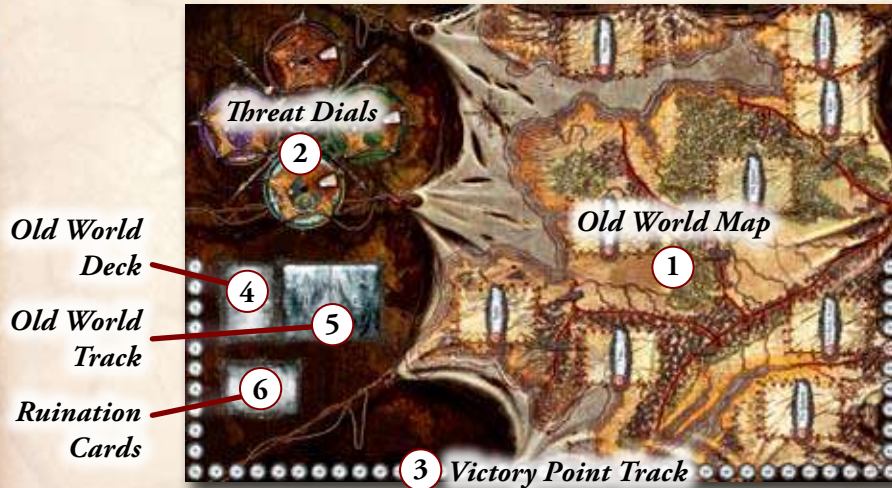 Threat Dials
2
Old World Map
1
Old World
Deck
4
Old World
Track
5
Ruination
Cards
6
3 Victory Point Track